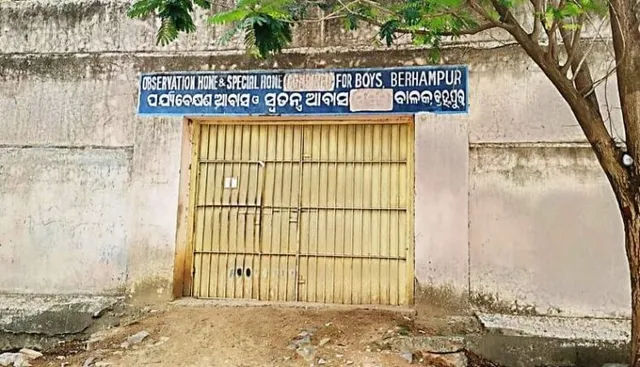 OBSERVATION HOME & SPECIAL HOME FOR BOYS, BERHAMPUR
ପର୍ଯ୍ୟବେକ୍ଷଣ ଆବାସ ଓ ସ୍ୱତନ୍ତ୍ର ଆବାସ ବାଳକ, ବ୍ରହ୍ମପୁର